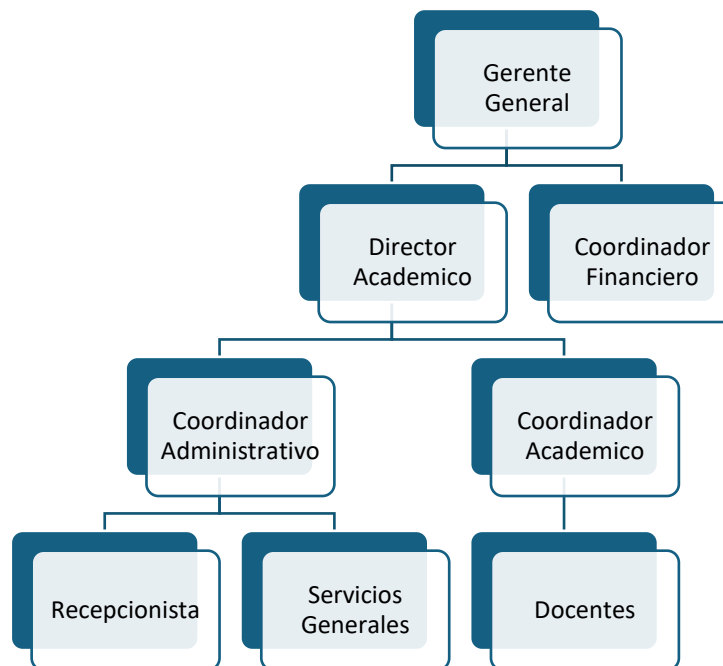 Gerente
General
Director
Academico
Coordinador
Financiero
Coordinador
Administrativo
Coordinador
Academico
Recepcionista
Servicios
Generales
Docentes